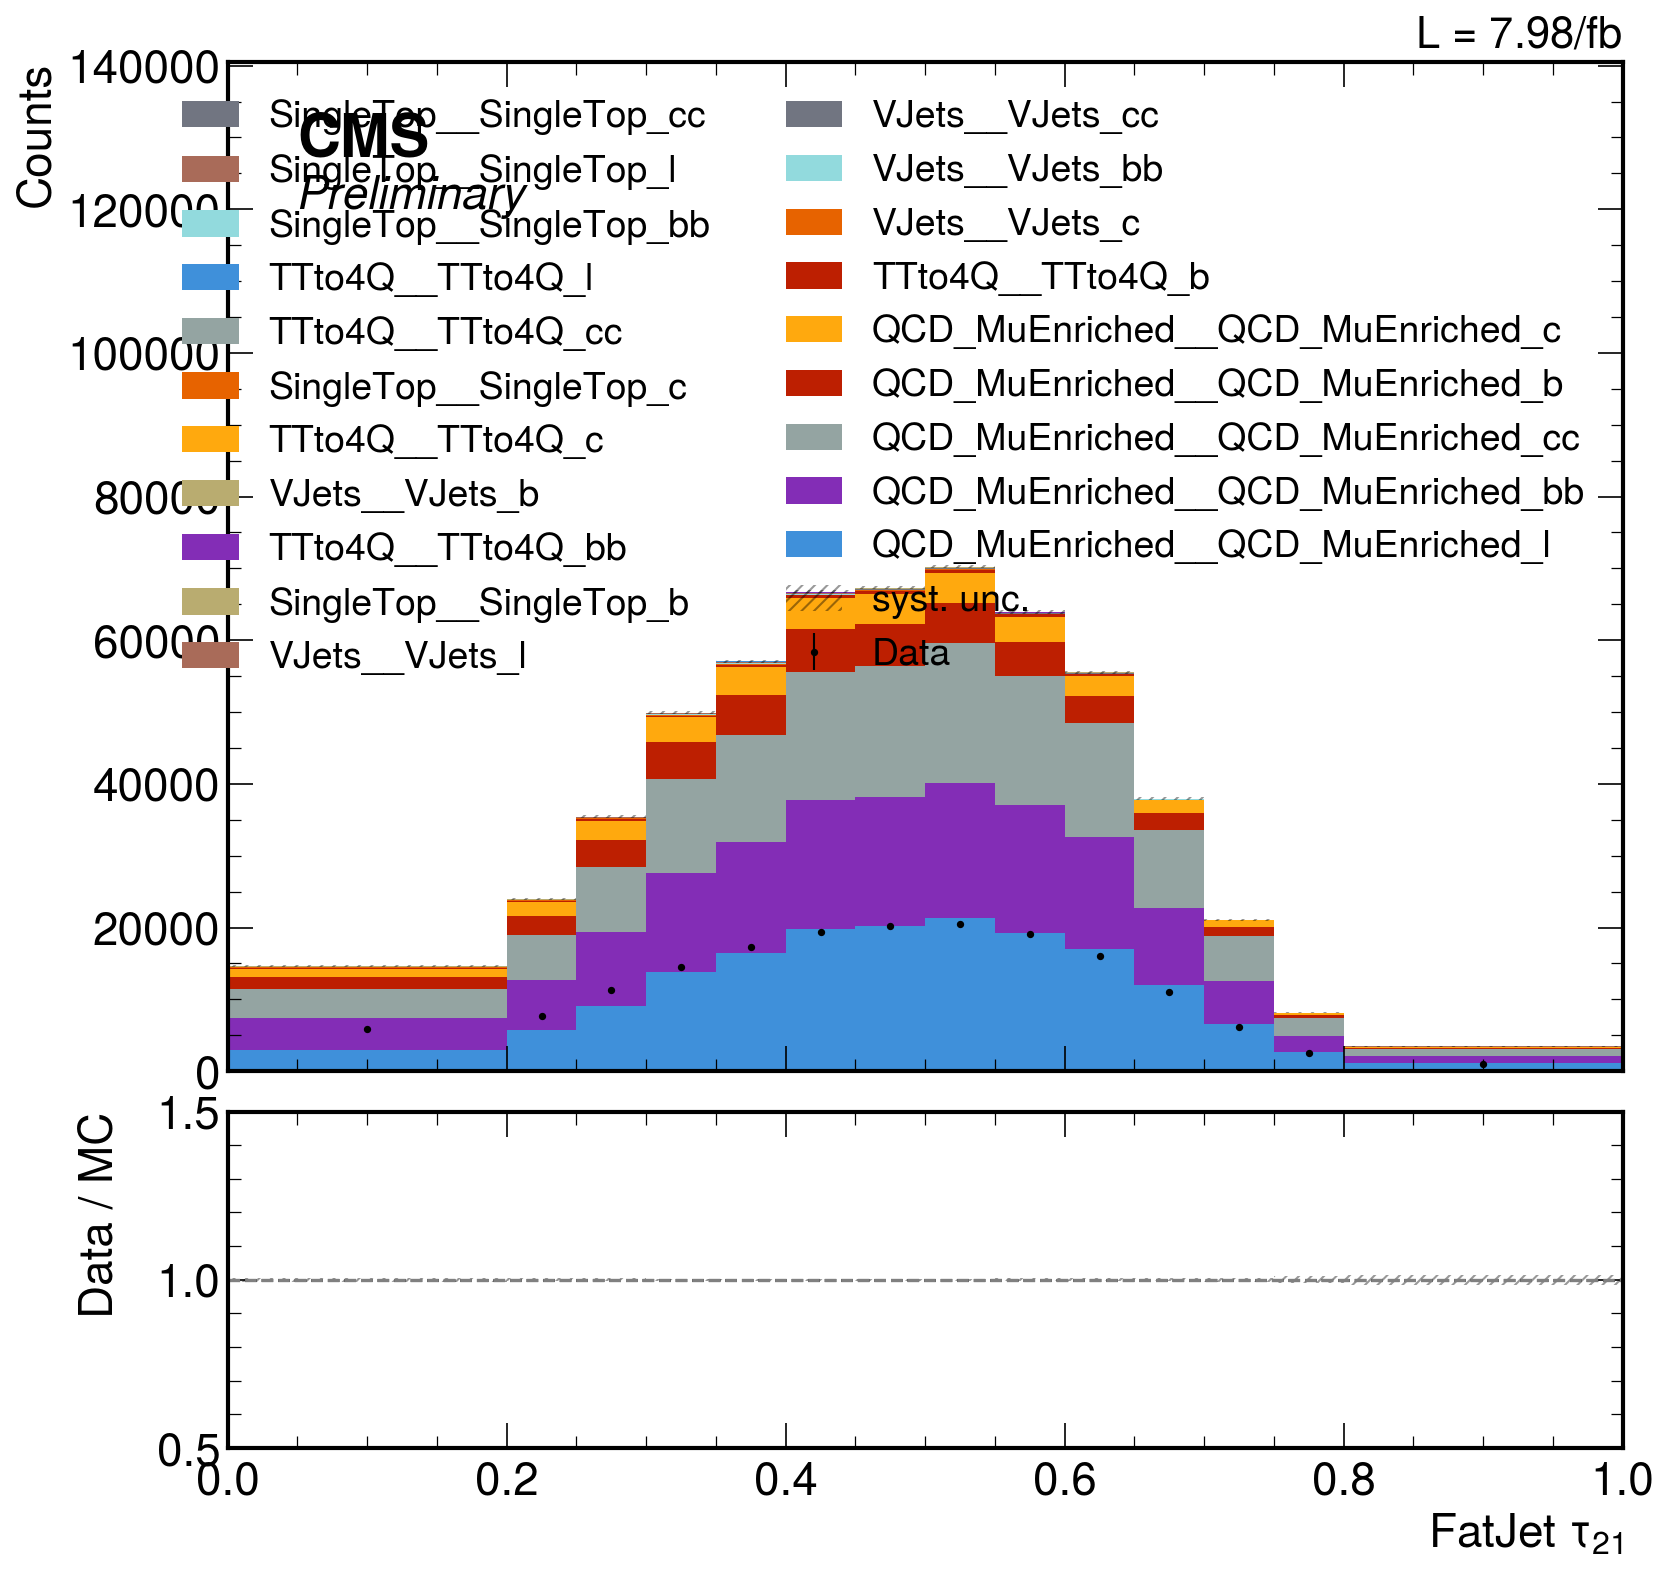 L = 7.98/fb
Counts
140000
120000
100000
80000
60000
40000
20000
0
CMS
Preliminary
SingleTop__SingleTop_cc
SingleTop__SingleTop_l
SingleTop__SingleTop_bb
TTto4Q__TTto4Q_l
TTto4Q__TTto4Q_cc
SingleTop__SingleTop_c
TTto4Q__TTto4Q_c
VJets__VJets_b
TTto4Q__TTto4Q_bb
SingleTop__SingleTop_b
VJets__VJets_l
VJets__VJets_cc
VJets__VJets_bb
VJets__VJets_c
TTto4Q__TTto4Q_b
QCD_MuEnriched__QCD_MuEnriched_c
QCD_MuEnriched__QCD_MuEnriched_b
QCD_MuEnriched__QCD_MuEnriched_cc
QCD_MuEnriched__QCD_MuEnriched_bb
QCD_MuEnriched__QCD_MuEnriched_l
syst. unc.
Data
Data / MC
1.5
1.0
0.5
0.0 0.2 0.4 0.6 0.8 1.0
FatJet τ21